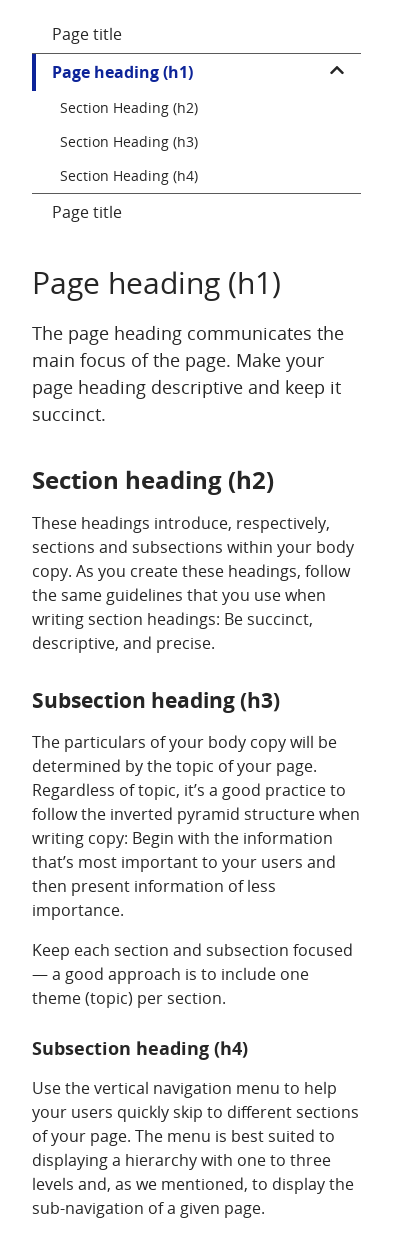 Page title
Page heading (h1)
Section Heading (h2)
Section Heading (h3)
Section Heading (h4)
Page title
Page heading (h1)
The page heading communicates the
main focus of the page. Make your
page heading descriptive and keep it
succinct.
Section heading (h2)
These headings introduce, respectively,
sections and subsections within your body
copy. As you create these headings, follow
the same guidelines that you use when
writing section headings: Be succinct,
descriptive, and precise.
Subsection heading (h3)
The particulars of your body copy will be
determined by the topic of your page.
Regardless of topic, it’s a good practice to
follow the inverted pyramid structure when
writing copy: Begin with the information
that’s most important to your users and
then present information of less
importance.
Keep each section and subsection focused
— a good approach is to include one
theme (topic) per section.
Subsection heading (h4)
Use the vertical navigation menu to help
your users quickly skip to different sections
of your page. The menu is best suited to
displaying a hierarchy with one to three
levels and, as we mentioned, to display the
sub-navigation of a given page.